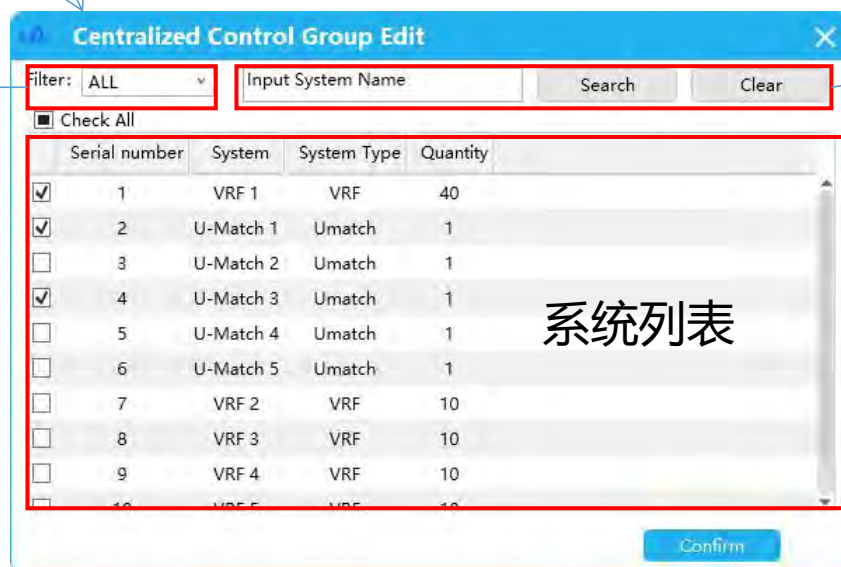 Centralized Control Group Edit
Filter: ALL Input System Name Search Clear
Check All
Serial number System System Type Quantity
1 VRF 1 VRF 40
2 U-Match 1 Umatch 1
3 U-Match 2 Umatch 1
4 U-Match 3 Umatch 1
5 U-Match 4 Umatch 1
6 U-Match 5 Umatch 1
7 VRF 2 VRF 10
8 VRF 3 VRF 10
9 VRF 4 VRF 10
系统列表
Confirm